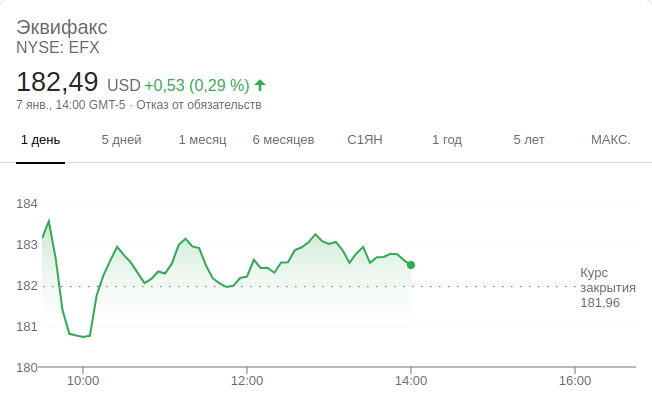 Эквифакс
NYSE: EFX
182,49 USD +0,53 (0,29 %)
7 янв., 14:00 GMT-5 · Отказ от обязательств
1 день 5 дней 1 месяц 6 месяцев С1ЯН 1 год 5 лет МАКС.
184
183
182
181
180
Курс
закрытия
181,96
10:00 12:00 14:00 16:00